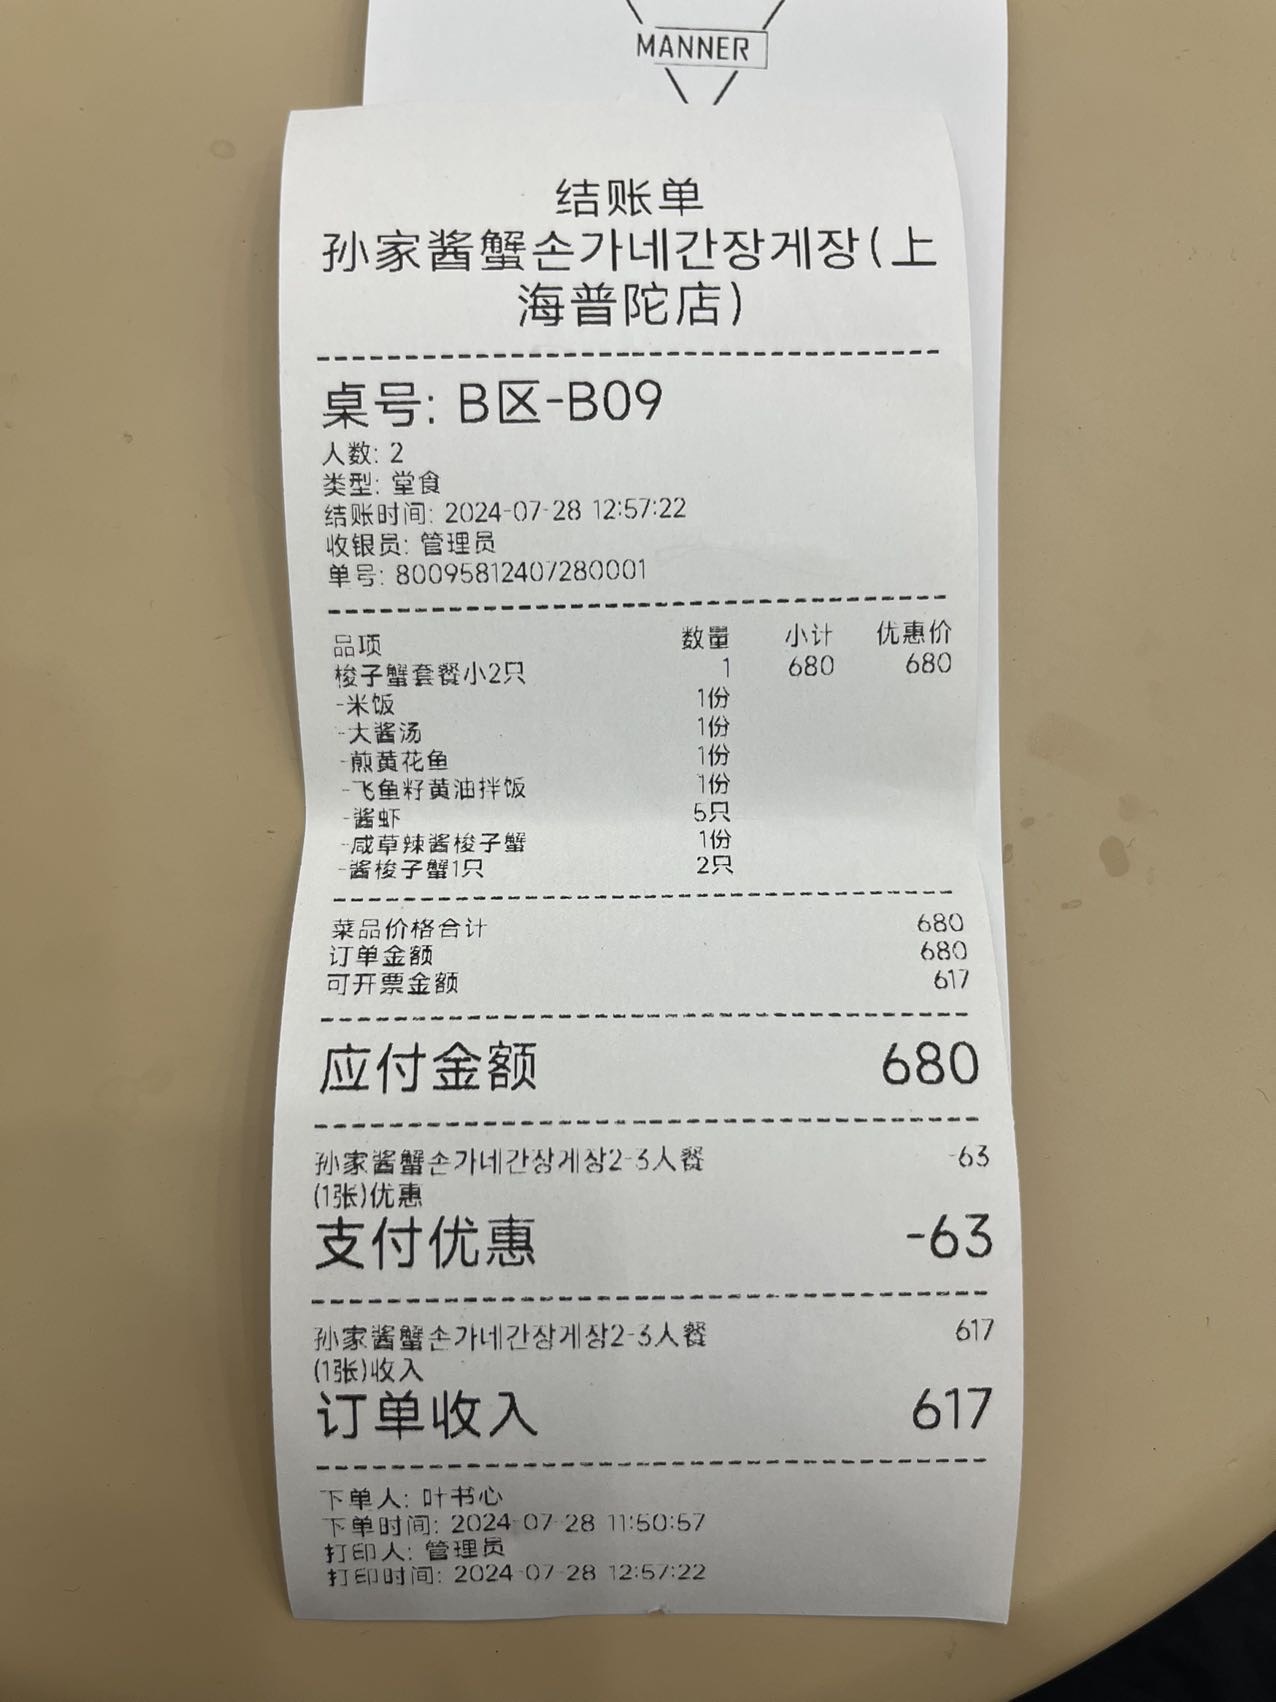 MANNER
结账单
孙家酱蟹손가네간장게장(上
海普陀店)
桌号: B区-B09
人数: 2
类型: 堂食
结账时间: 2024-07-28 12:57:22
收银员: 管理员
单号: 80095812407280001
品项 数量 小计 优惠价
梭子蟹套餐小2只 1 680 680
-米饭 1份
-大酱汤 1份
-煎黄花鱼 1份
-飞鱼籽黄油拌饭 1份
-酱虾 5只
-咸草辣酱梭子蟹 1份
-酱梭子蟹1只 2只
菜品价格合计 680
订单金额 680
可开票金额 617
应付金额 680
孙家酱蟹손가네간장게장2-3人餐 -63
(1张)优惠
支付优惠 -63
孙家酱蟹손가네간장게장2-3人餐 617
(1张)收入
订单收入 617
下单人: 叶书心
下单时间: 2024-07-28 11:50:57
打印人: 管理员
打印时间: 2024-07-28 12:57:22